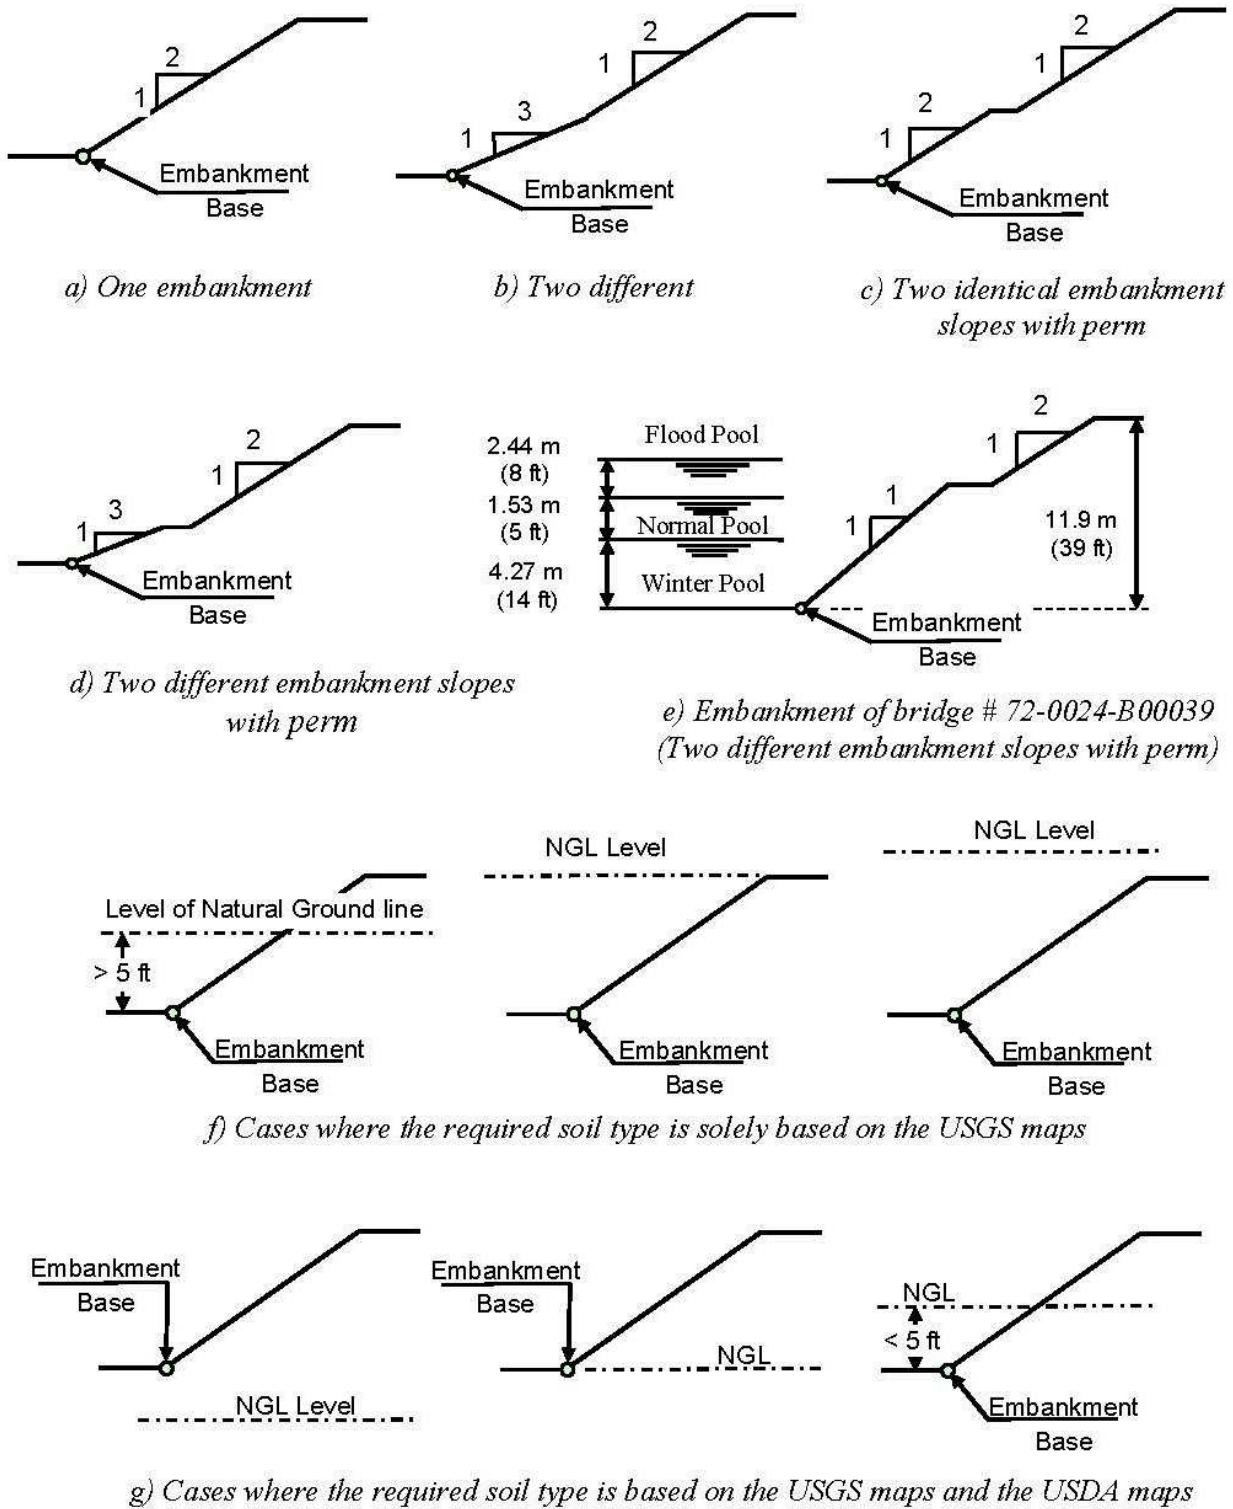 2
1
Embankment
Base
a) One embankment
2
1
3
1
Embankment
Base
b) Two different
2
1
2
1
Embankment
Base
c) Two identical embankment
slopes with perm
2
1
3
1
Embankment
Base
d) Two different embankment slopes
with perm
2.44 m
(8 ft)
1.53 m
(5 ft)
4.27 m
(14 ft)
Flood Pool
Normal Pool
Winter Pool
2
1
1
1
11.9 m
(39 ft)
Embankment
Base
e) Embankment of bridge # 72-0024-B00039
(Two different embankment slopes with perm)
Level of Natural Ground line
> 5 ft
Embankment
Base
NGL Level
Embankment
Base
NGL Level
Embankment
Base
f) Cases where the required soil type is solely based on the USGS maps
Embankment
Base
NGL Level
Embankment
Base
NGL
NGL
< 5 ft
Embankment
Base
g) Cases where the required soil type is based on the USGS maps and the USDA maps